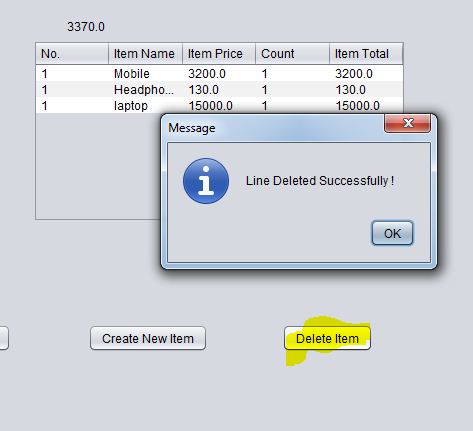 3370.0
No. Item Name Item Price Count Item Total
1 Mobile 3200.0 1 3200.0
1 Headpho... 130.0 1 130.0
1 laptop 15000.0 1 15000.0
Message
Line Deleted Successfully !
OK
Create New Item
Delete Item